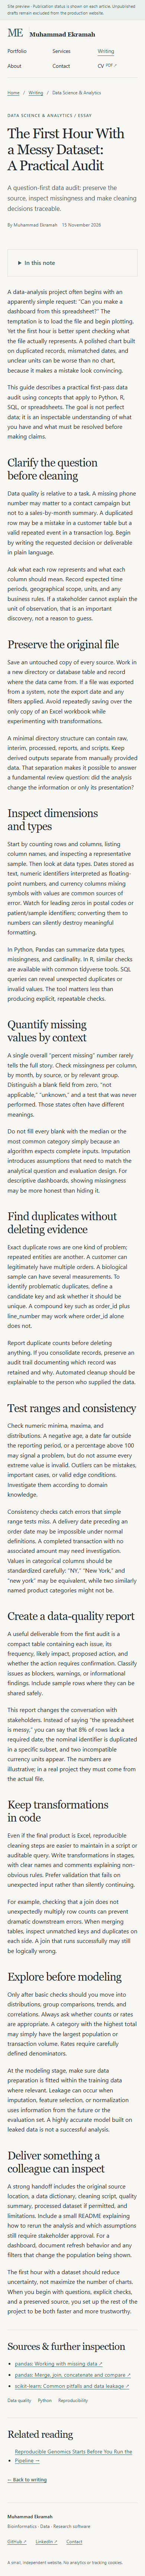 Site preview · Publication status is shown on each article. Unpublished
drafts are excluded from the production website.
ME Muhammad Ekramah
Portfolio Services Writing
About Contact CV PDF ↗
Home / Writing / Data Science & Analytics
DATA SCIENCE & ANALYTICS / ESSAY
The First Hour With
a Messy Dataset:
A Practical Audit
A question-first data audit: preserve the
source, inspect missingness and make cleaning
decisions traceable.
By Muhammad Ekramah 15 November 2026
▶ In this note
A data-analysis project often begins with an
apparently simple request: “Can you make a
dashboard from this spreadsheet?” The
temptation is to load the file and begin plotting.
Yet the first hour is better spent checking what
the file actually represents. A polished chart built
on duplicated records, mismatched dates, and
unclear units can be worse than no chart,
because it makes a mistake look convincing.
This guide describes a practical first-pass data
audit using concepts that apply to Python, R,
SQL, or spreadsheets. The goal is not perfect
data; it is an inspectable understanding of what
you have and what must be resolved before
making claims.
Clarify the question
before cleaning
Data quality is relative to a task. A missing phone
number may matter to a contact campaign but
not to a sales-by-month summary. A duplicated
row may be a mistake in a customer table but a
valid repeated event in a transaction log. Begin
by writing the requested decision or deliverable
in plain language.
Ask what each row represents and what each
column should mean. Record expected time
periods, geographical scope, units, and any
business rules. If a stakeholder cannot explain the
unit of observation, that is an important
discovery, not a reason to guess.
Preserve the original file
Save an untouched copy of every source. Work in
a new directory or database table and record
where the data came from. If a file was exported
from a system, note the export date and any
filters applied. Avoid repeatedly saving over the
only copy of an Excel workbook while
experimenting with transformations.
A minimal directory structure can contain raw,
interim, processed, reports, and scripts. Keep
derived outputs separate from manually provided
data. That separation makes it possible to answer
a fundamental review question: did the analysis
change the information or only its presentation?
Inspect dimensions
and types
Start by counting rows and columns, listing
column names, and inspecting a representative
sample. Then look at data types. Dates stored as
text, numeric identifiers interpreted as floating-
point numbers, and currency columns mixing
symbols with values are common sources of
error. Watch for leading zeros in postal codes or
patient/sample identifiers; converting them to
numbers can silently destroy meaningful
formatting.
In Python, Pandas can summarize data types,
missingness, and cardinality. In R, similar checks
are available with common tidyverse tools. SQL
queries can reveal unexpected duplicates or
invalid values. The tool matters less than
producing explicit, repeatable checks.
Quantify missing
values by context
A single overall “percent missing” number rarely
tells the full story. Check missingness per column,
by month, by source, or by relevant group.
Distinguish a blank field from zero, “not
applicable,” “unknown,” and a test that was never
performed. Those states often have different
meanings.
Do not fill every blank with the median or the
most common category simply because an
algorithm expects complete inputs. Imputation
introduces assumptions that need to match the
analytical question and evaluation design. For
descriptive dashboards, showing missingness
may be more honest than hiding it.
Find duplicates without
deleting evidence
Exact duplicate rows are one kind of problem;
repeated entities are another. A customer can
legitimately have multiple orders. A biological
sample can have several measurements. To
identify problematic duplicates, define a
candidate key and ask whether it should be
unique. A compound key such as order_id plus
line_number may work where order_id alone
does not.
Report duplicate counts before deleting
anything. If you consolidate records, preserve an
audit trail documenting which record was
retained and why. Automated cleanup should be
explainable to the person who supplied the data.
Test ranges and consistency
Check numeric minima, maxima, and
distributions. A negative age, a date far outside
the reporting period, or a percentage above 100
may signal a problem, but do not assume every
extreme value is invalid. Outliers can be mistakes,
important cases, or valid edge conditions.
Investigate them according to domain
knowledge.
Consistency checks catch errors that simple
range tests miss. A delivery date preceding an
order date may be impossible under normal
definitions. A completed transaction with no
associated amount may need investigation.
Values in categorical columns should be
standardized carefully: “NY,” “New York,” and
“new york” may be equivalent, while two similarly
named product categories might not be.
Create a data-quality report
A useful deliverable from the first audit is a
compact table containing each issue, its
frequency, likely impact, proposed action, and
whether the action requires confirmation. Classify
issues as blockers, warnings, or informational
findings. Include sample rows where they can be
shared safely.
This report changes the conversation with
stakeholders. Instead of saying “the spreadsheet
is messy,” you can say that 8% of rows lack a
required date, the nominal identifier is duplicated
in a specific subset, and two incompatible
currency units appear. The numbers are
illustrative; in a real project they must come from
the actual file.
Keep transformations
in code
Even if the final product is Excel, reproducible
cleaning steps are easier to maintain in a script or
auditable query. Write transformations in stages,
with clear names and comments explaining non-
obvious rules. Prefer validations that fail on
unexpected input rather than silently continuing.
For example, checking that a join does not
unexpectedly multiply row counts can prevent
dramatic downstream errors. When merging
tables, inspect unmatched keys and duplicates on
each side. A join that runs successfully may still
be logically wrong.
Explore before modeling
Only after basic checks should you move into
distributions, group comparisons, trends, and
correlations. Always ask whether counts or rates
are appropriate. A category with the highest total
may simply have the largest population or
transaction volume. Rates require carefully
defined denominators.
At the modeling stage, make sure data
preparation is fitted within the training data
where relevant. Leakage can occur when
imputation, feature selection, or normalization
uses information from the future or the
evaluation set. A highly accurate model built on
leaked data is not a successful analysis.
Deliver something a
colleague can inspect
A strong handoff includes the original source
location, a data dictionary, cleaning script, quality
summary, processed dataset if permitted, and
limitations. Include a small README explaining
how to rerun the analysis and which assumptions
still require stakeholder approval. For a
dashboard, document refresh behavior and any
filters that change the population being shown.
The first hour with a dataset should reduce
uncertainty, not maximize the number of charts.
When you begin with questions, explicit checks,
and a preserved source, you set up the rest of the
project to be both faster and more trustworthy.
Sources & further inspection
• pandas: Working with missing data ↗
• pandas: Merge, join, concatenate and compare ↗
• scikit-learn: Common pitfalls and data leakage ↗
Data quality Python Reproducibility
Related reading
Reproducible Genomics Starts Before You Run the
• Pipeline →
← Back to writing
Muhammad Ekramah
Bioinformatics · Data · Research software
GitHub ↗ LinkedIn ↗ Contact
A small, independent website. No analytics or tracking cookies.